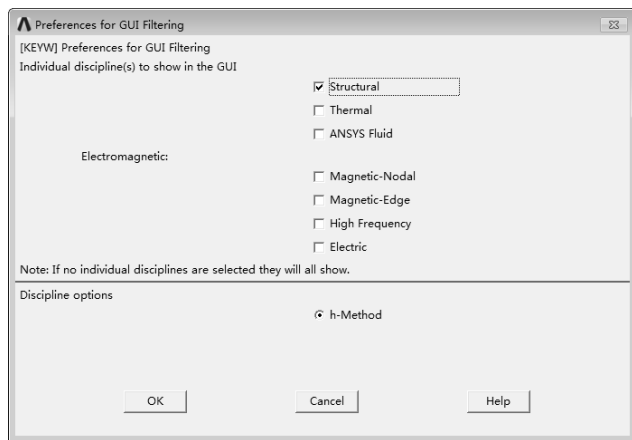 Preferences for GUI Filtering
[KEYW] Preferences for GUI Filtering
Individual discipline(s) to show in the GUI
Structural
Thermal
ANSYS Fluid
Electromagnetic:
Magnetic-Nodal
Magnetic-Edge
High Frequency
Electric
Note: If no individual disciplines are selected they will all show.
Discipline options
h-Method
OK Cancel Help